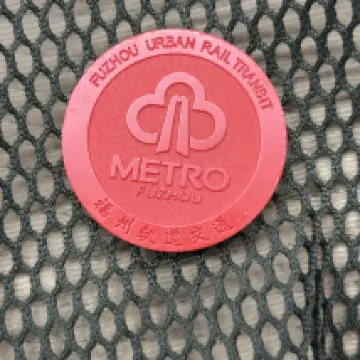 FUZHOU URBAN RAIL TRANSIT
METRO
FUZHOU
福州轨道交通